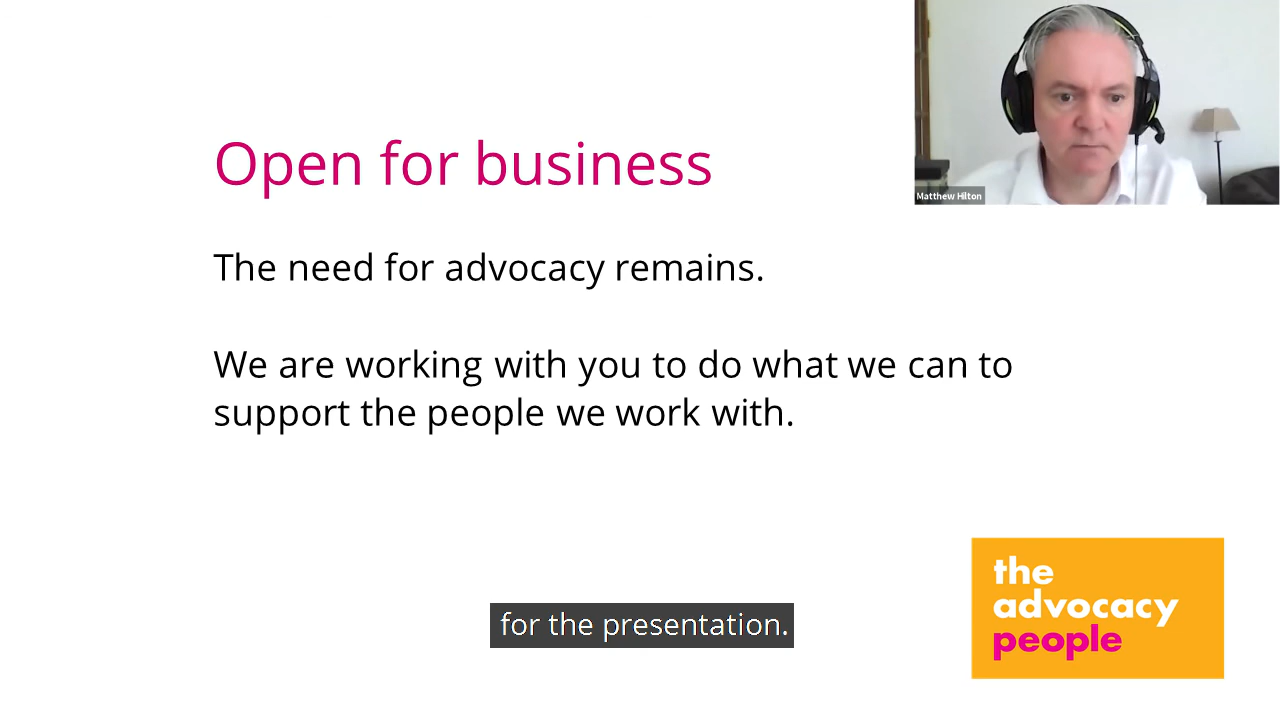 Open for business
Matthew Hilton
The need for advocacy remains.
We are working with you to do what we can to
support the people we work with.
the
advocacy
people
for the presentation.